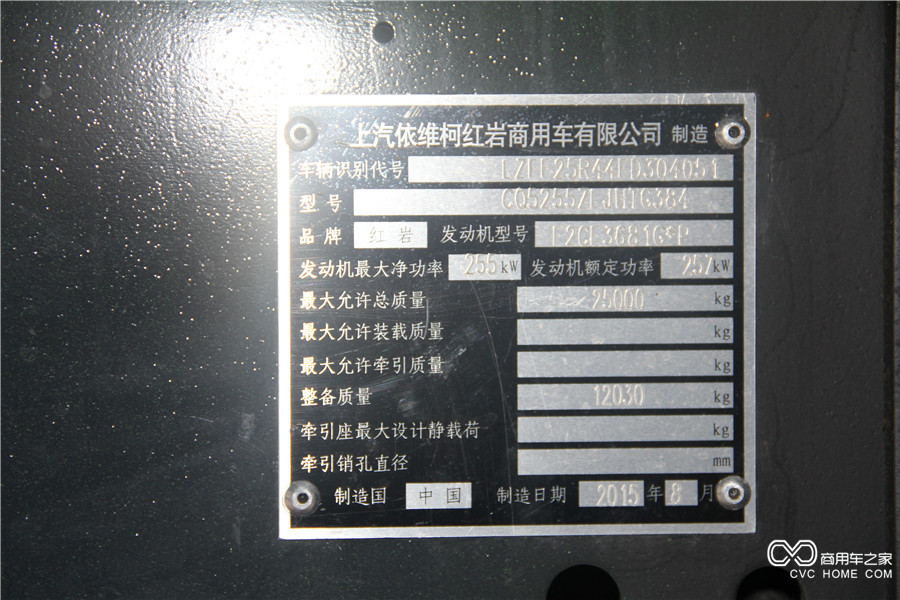 上汽依维柯红岩商用车有限公司 制造
车辆识别代号
型号
品牌 红岩 发动机型号
发动机最大净功率 255 kW 发动机额定功率 257 kW
最大允许总质量 25000 kg
最大允许装载质量 kg
最大允许牵引质量 kg
整备质量 12030 kg
牵引座最大设计静载荷 kg
牵引销孔直径 mm
制造国 中国 制造日期 2015 年 8 月
商用车之家
CVC HOME COM